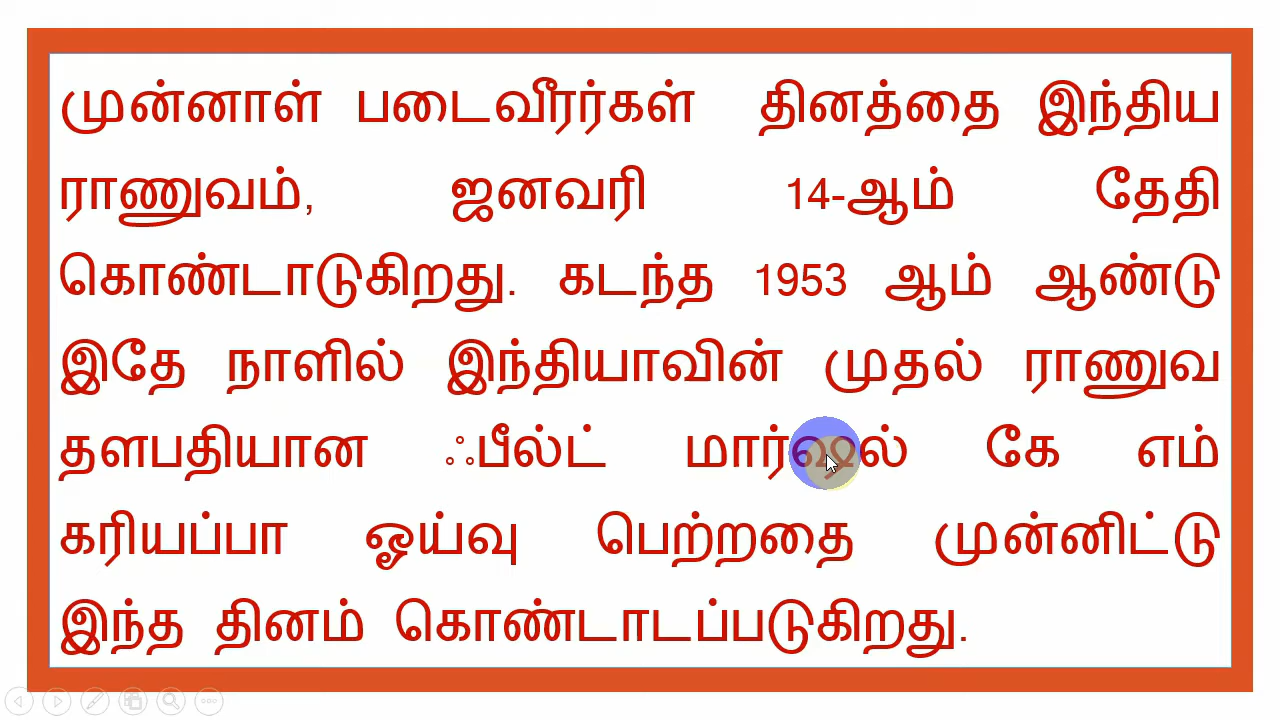 முன்னாள் படைவீரர்கள் தினத்தை இந்திய
ராணுவம், ஜனவரி 14-ஆம் தேதி
கொண்டாடுகிறது. கடந்த 1953 ஆம் ஆண்டு
இதே நாளில் இந்தியாவின் முதல் ராணுவ
தளபதியான ஃபீல்ட் மார்ஷல் கே எம்
கரியப்பா ஓய்வு பெற்றதை முன்னிட்டு
இந்த தினம் கொண்டாடப்படுகிறது.